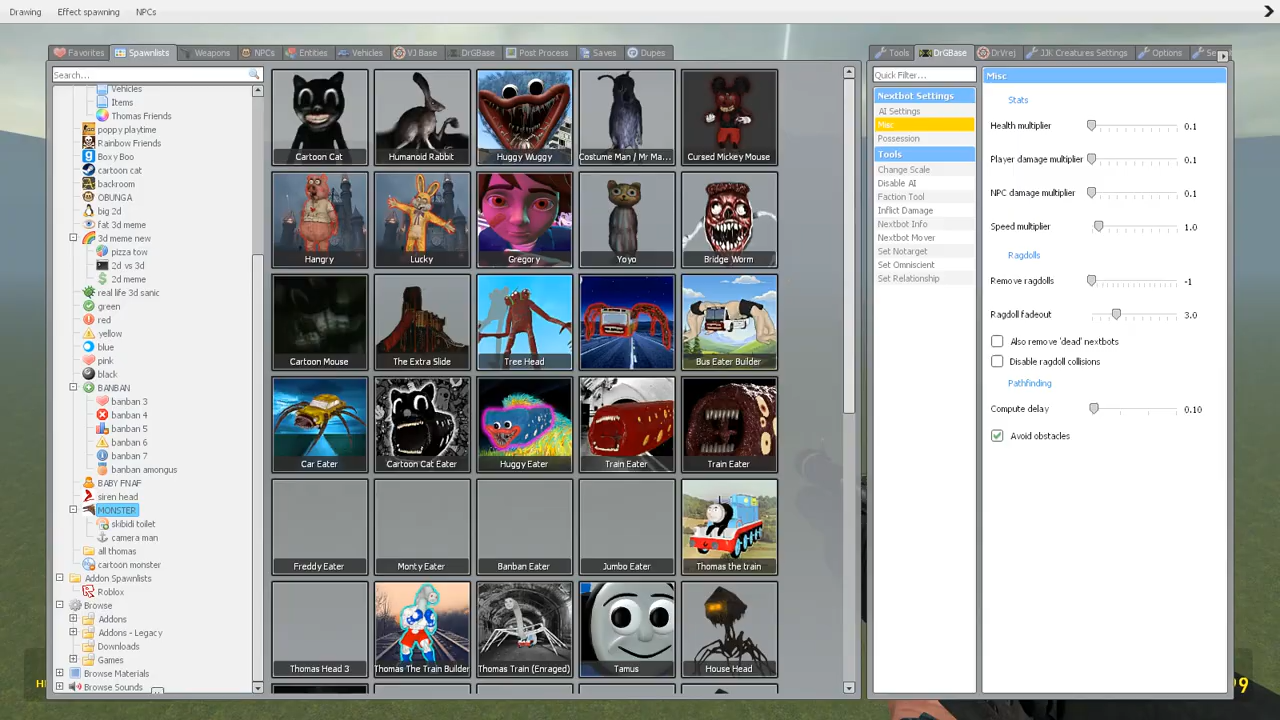 Drawing Effect spawning NPCs
Favorites Spawnlists Weapons NPCs Entities Vehicles VJ Base DrGBase Post Process Saves Dupes
Search...
Vehicles
Items
Thomas Friends
poppy playtime
Rainbow Friends
Boxy Boo
cartoon cat
backroom
OBUNGA
big 2d
fat 3d meme
3d meme new
pizza tow
2d vs 3d
2d meme
real life 3d sanic
green
red
yellow
blue
pink
black
BANBAN
banban 3
banban 4
banban 5
banban 6
banban 7
banban amongus
BABY FNAF
siren head
MONSTER
skibidi toilet
camera man
all thomas
cartoon monster
Addon Spawnlists
Roblox
Browse
Addons
Addons - Legacy
Downloads
Games
Browse Materials
Browse Sounds
Cartoon Cat Humanoid Rabbit Huggy Wuggy Costume Man / Mr Ma... Cursed Mickey Mouse
Hangry Lucky Gregory Yoyo Bridge Worm
Cartoon Mouse The Extra Slide Tree Head Bus Eater Builder
Car Eater Cartoon Cat Eater Huggy Eater Train Eater Train Eater
Freddy Eater Monty Eater Banban Eater Jumbo Eater Thomas the train
Thomas Head 3 Thomas The Train Builder Thomas Train (Enraged) Tamus House Head
Tools DrGBase DrVrej JJK Creatures Settings Options Se
Quick Filter...
Nextbot Settings
AI Settings
Misc
Possession
Tools
Change Scale
Disable AI
Faction Tool
Inflict Damage
Nextbot Info
Nextbot Mover
Set Notarget
Set Omniscient
Set Relationship
Misc
Stats
Health multiplier 0.1
Player damage multiplier 0.1
NPC damage multiplier 0.1
Speed multiplier 1.0
Ragdolls
Remove ragdolls -1
Ragdoll fadeout 3.0
Also remove 'dead' nextbots
Disable ragdoll collisions
Pathfinding
Compute delay 0.10
Avoid obstacles